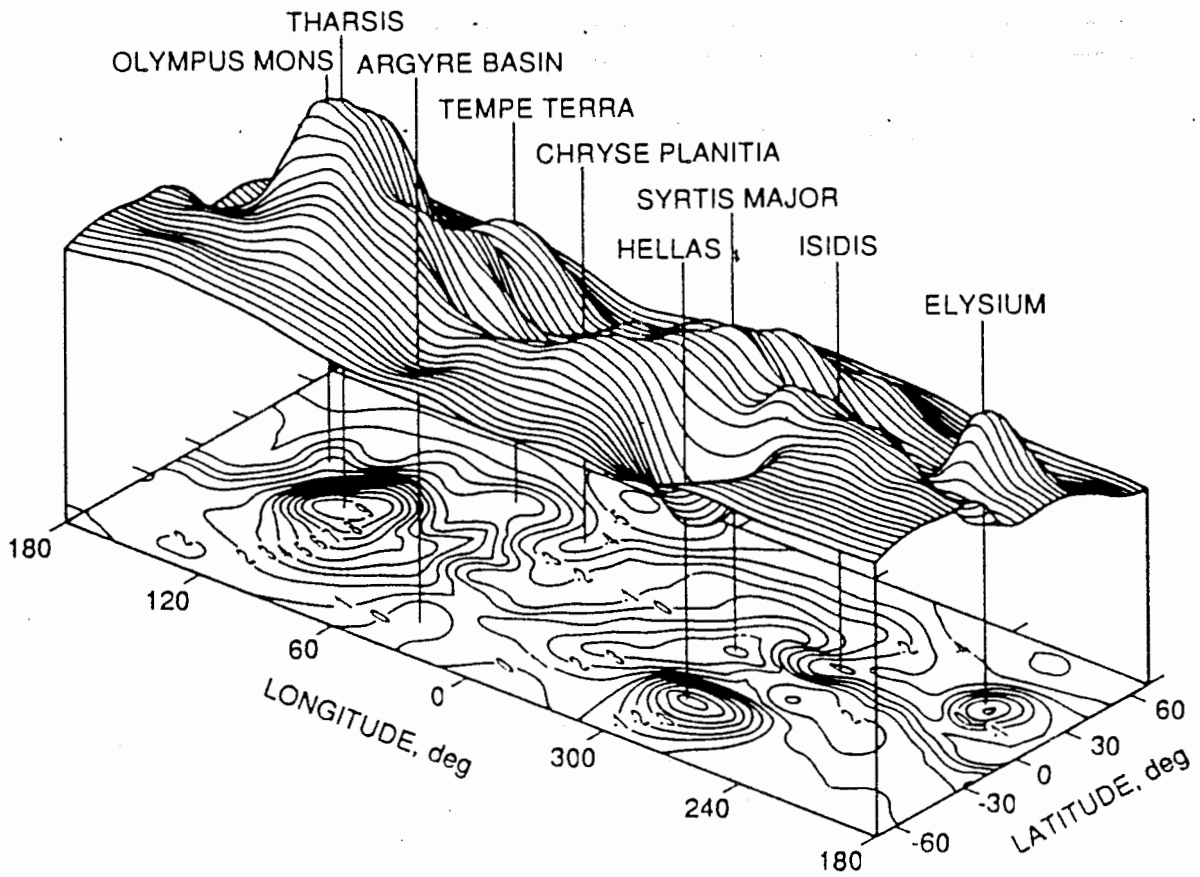 THARSIS
OLYMPUS MONS
ARGYRE BASIN
TEMPE TERRA
CHRYSE PLANITIA
SYRTIS MAJOR
HELLAS
ISIDIS
ELYSIUM
180
120
60
0
300
240
180
LONGITUDE, deg
-60
-30
0
30
60
LATITUDE, deg